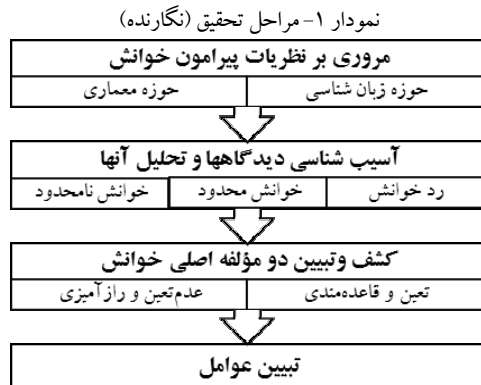 نمودار ۱- مراحل تحقیق (نگارنده)
مروری بر نظریات پیرامون خوانش
حوزه زبان شناسی
حوزه معماری
آسیب شناسی دیدگاهها و تحلیل آنها
رد خوانش
خوانش محدود
خوانش نامحدود
کشف وتبیین دو مؤلفه اصلی خوانش
تعین و قاعده‌مندی
عدم‌تعین و رازآمیزی
تبیین عوامل